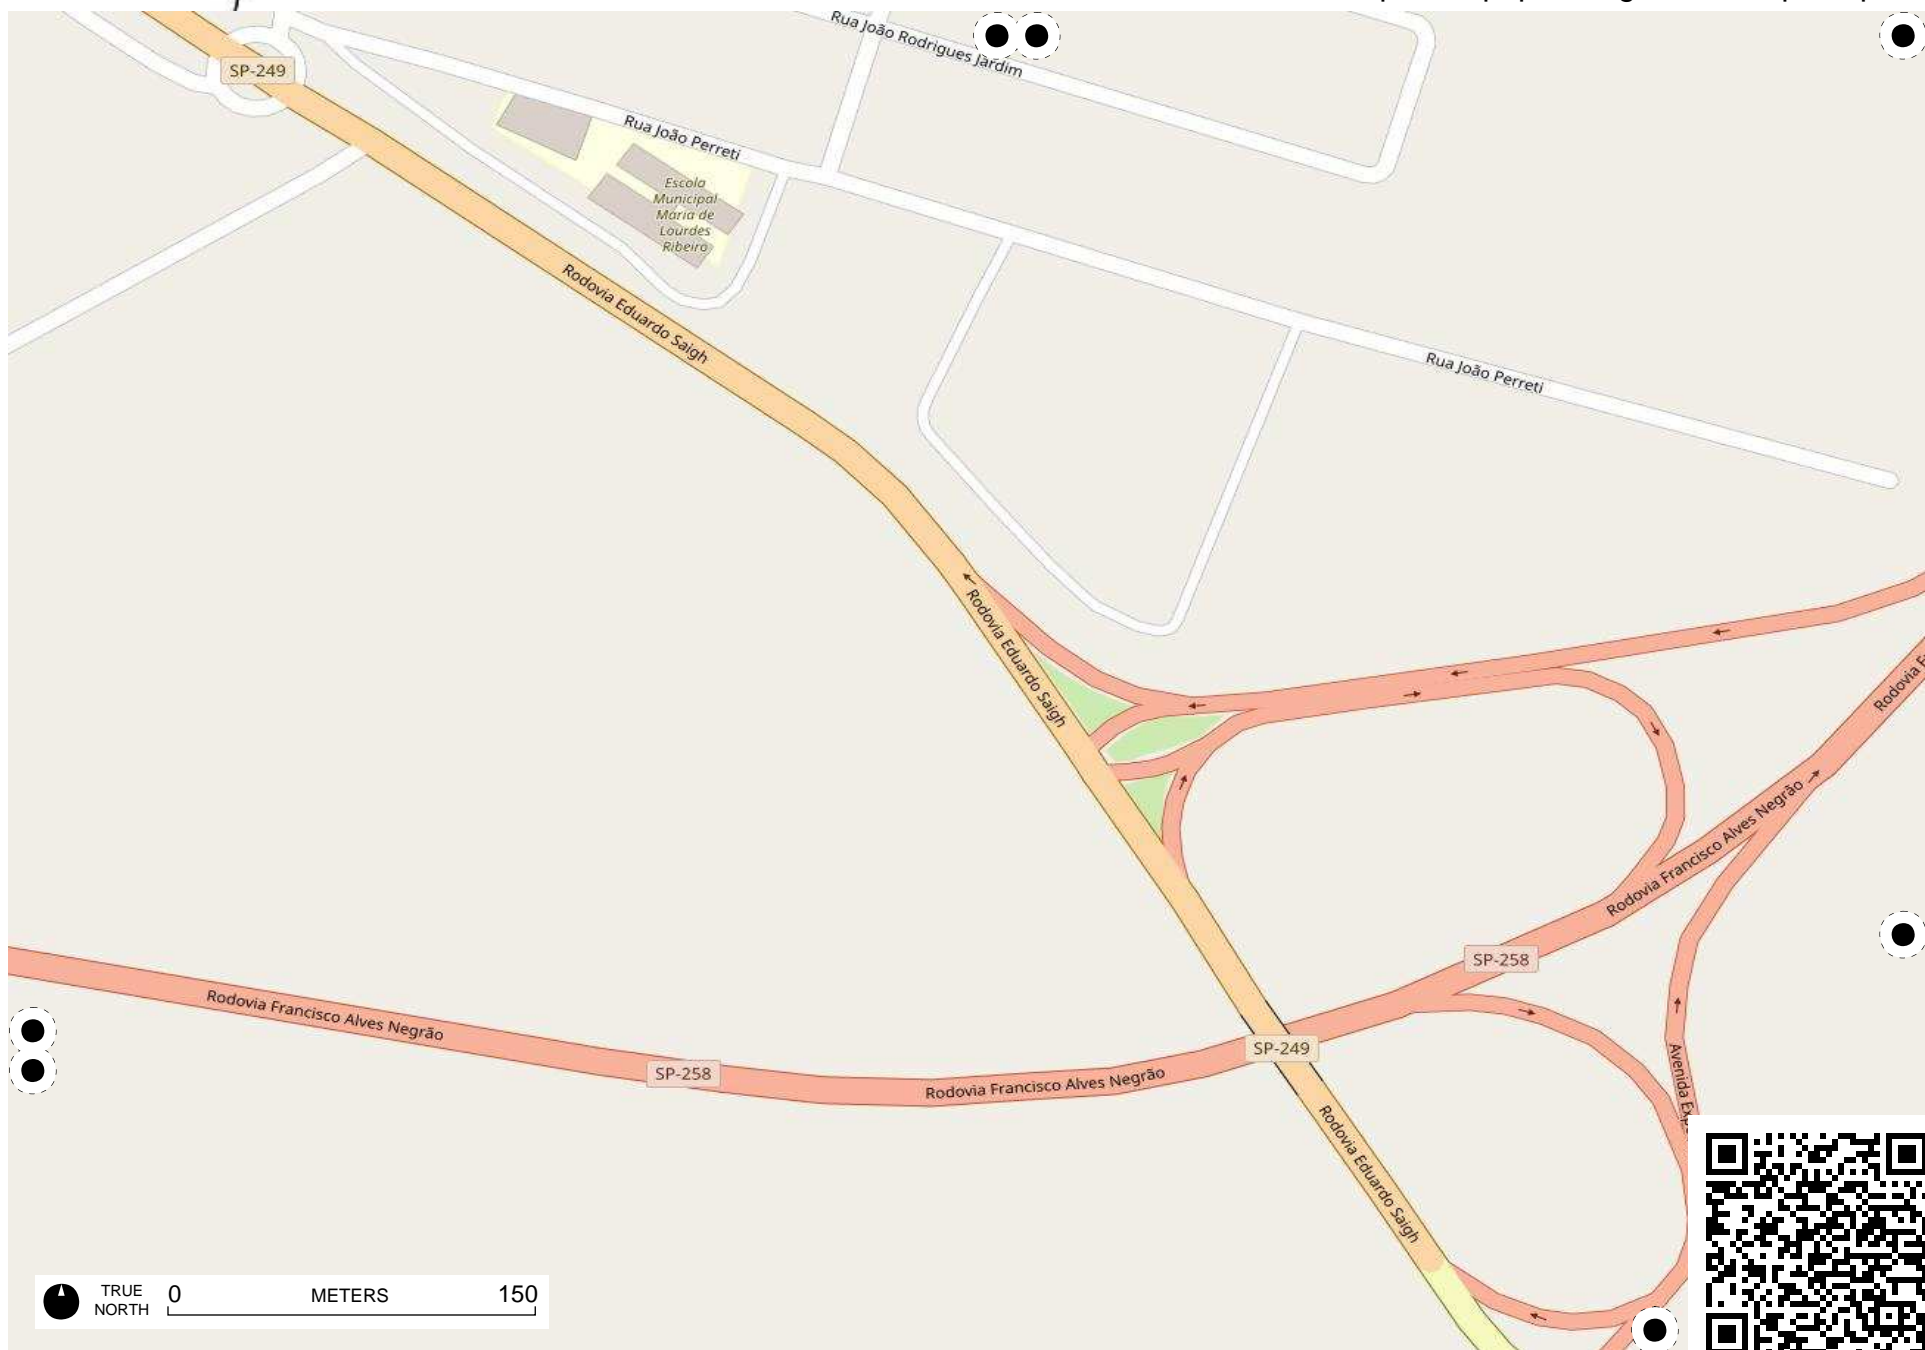 Rua João Rodrigues Jardim
SP-249
Rua João Perreti
Escola
Municipal
Maria de
Lourdes
Ribeiro
Rodovia Eduardo Saigh
Rua João Perreti
Rodovia Eduardo Saigh
Rodovia
Rodovia Francisco Alves Negrão
SP-258
Rodovia Francisco Alves Negrão
SP-249
SP-258
Rodovia Francisco Alves Negrão
Avenida
Rodovia Eduardo Saigh
TRUE
NORTH
0 METERS 150